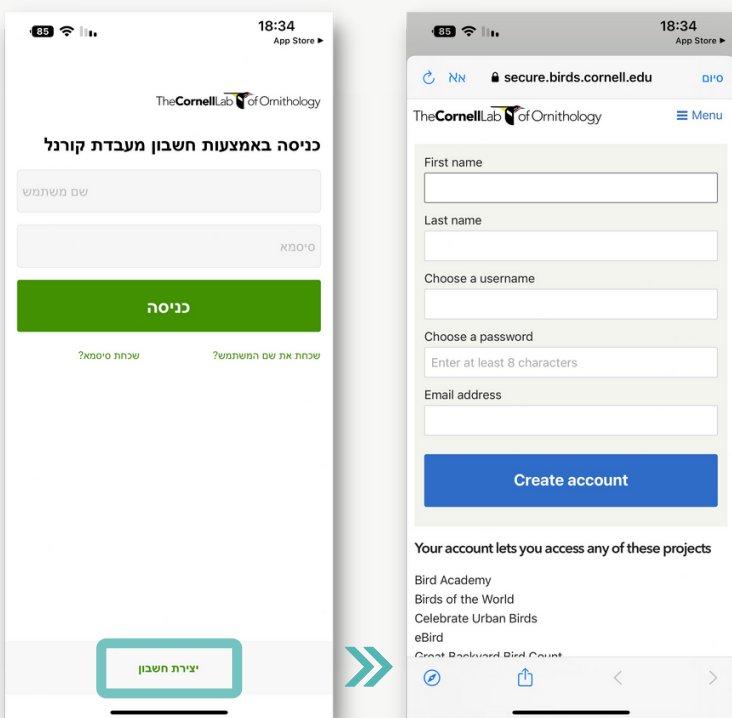 85
18:34
App Store ►
TheCornellLab of Ornithology
כניסה באמצעות חשבון מעבדת קורנל
שם משתמש
סיסמא
כניסה
שכחת את שם המשתמש?
שכחת סיסמא?
יצירת חשבון
85
18:34
App Store ►
אא
secure.birds.cornell.edu
סיום
TheCornellLab of Ornithology
Menu
First name
Last name
Choose a username
Choose a password
Enter at least 8 characters
Email address
Create account
Your account lets you access any of these projects
Bird Academy
Birds of the World
Celebrate Urban Birds
eBird
Great Backyard Bird Count